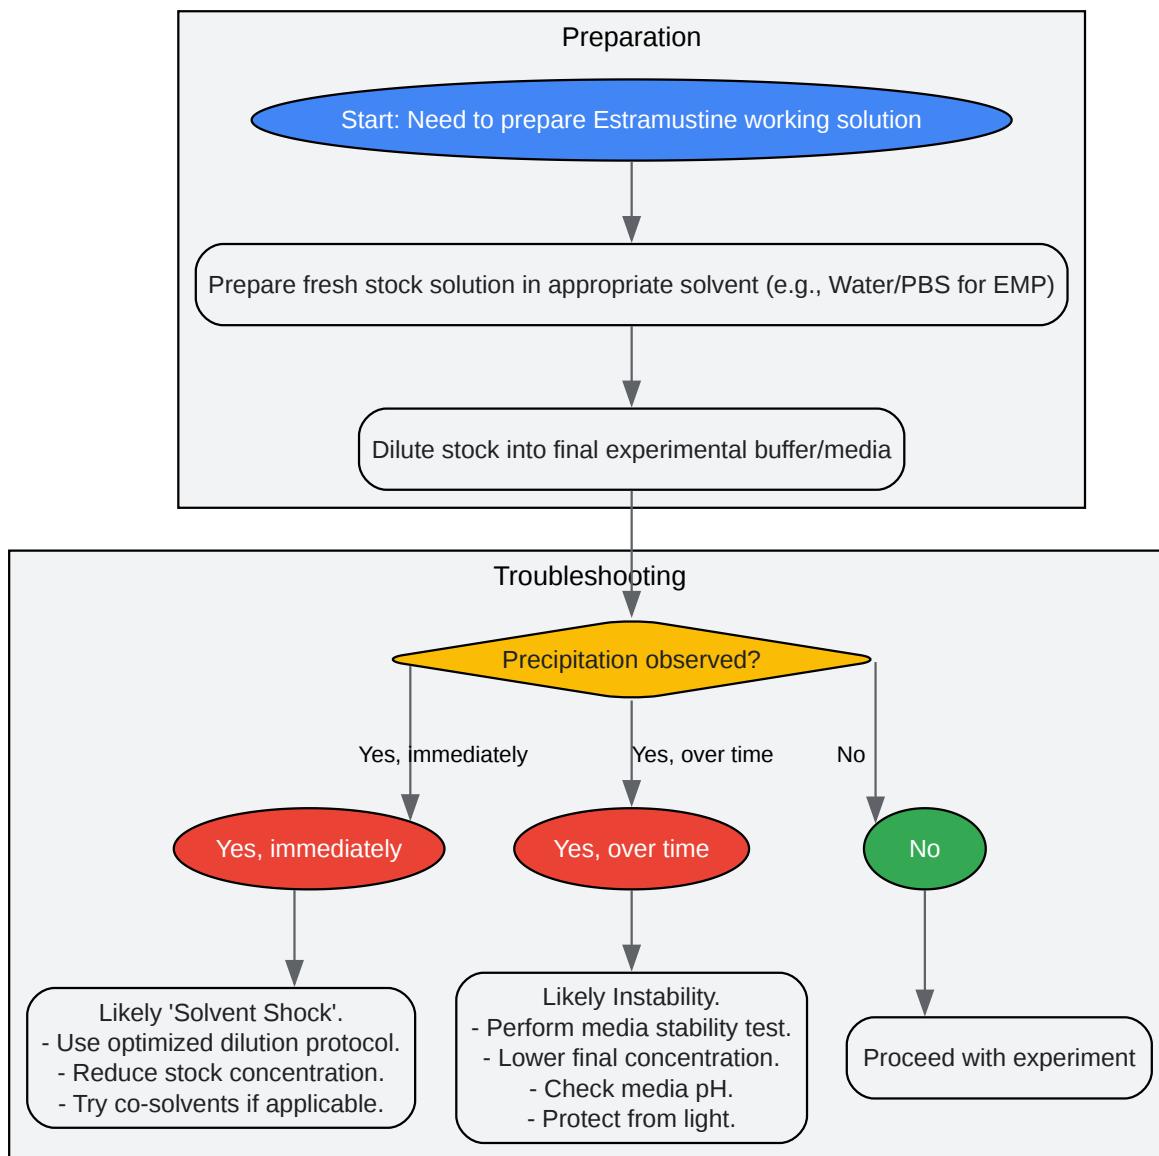 Preparation
Start: Need to prepare Estramustine working solution
Prepare fresh stock solution in appropriate solvent (e.g., Water/PBS for EMP)
Dilute stock into final experimental buffer/media
Troubleshooting
Precipitation observed?
Yes, immediately
Yes, over time
No
Yes, immediately
Yes, over time
No
Likely 'Solvent Shock'.
- Use optimized dilution protocol.
- Reduce stock concentration.
- Try co-solvents if applicable.
Likely Instability.
- Perform media stability test.
- Lower final concentration.
- Check media pH.
- Protect from light.
Proceed with experiment